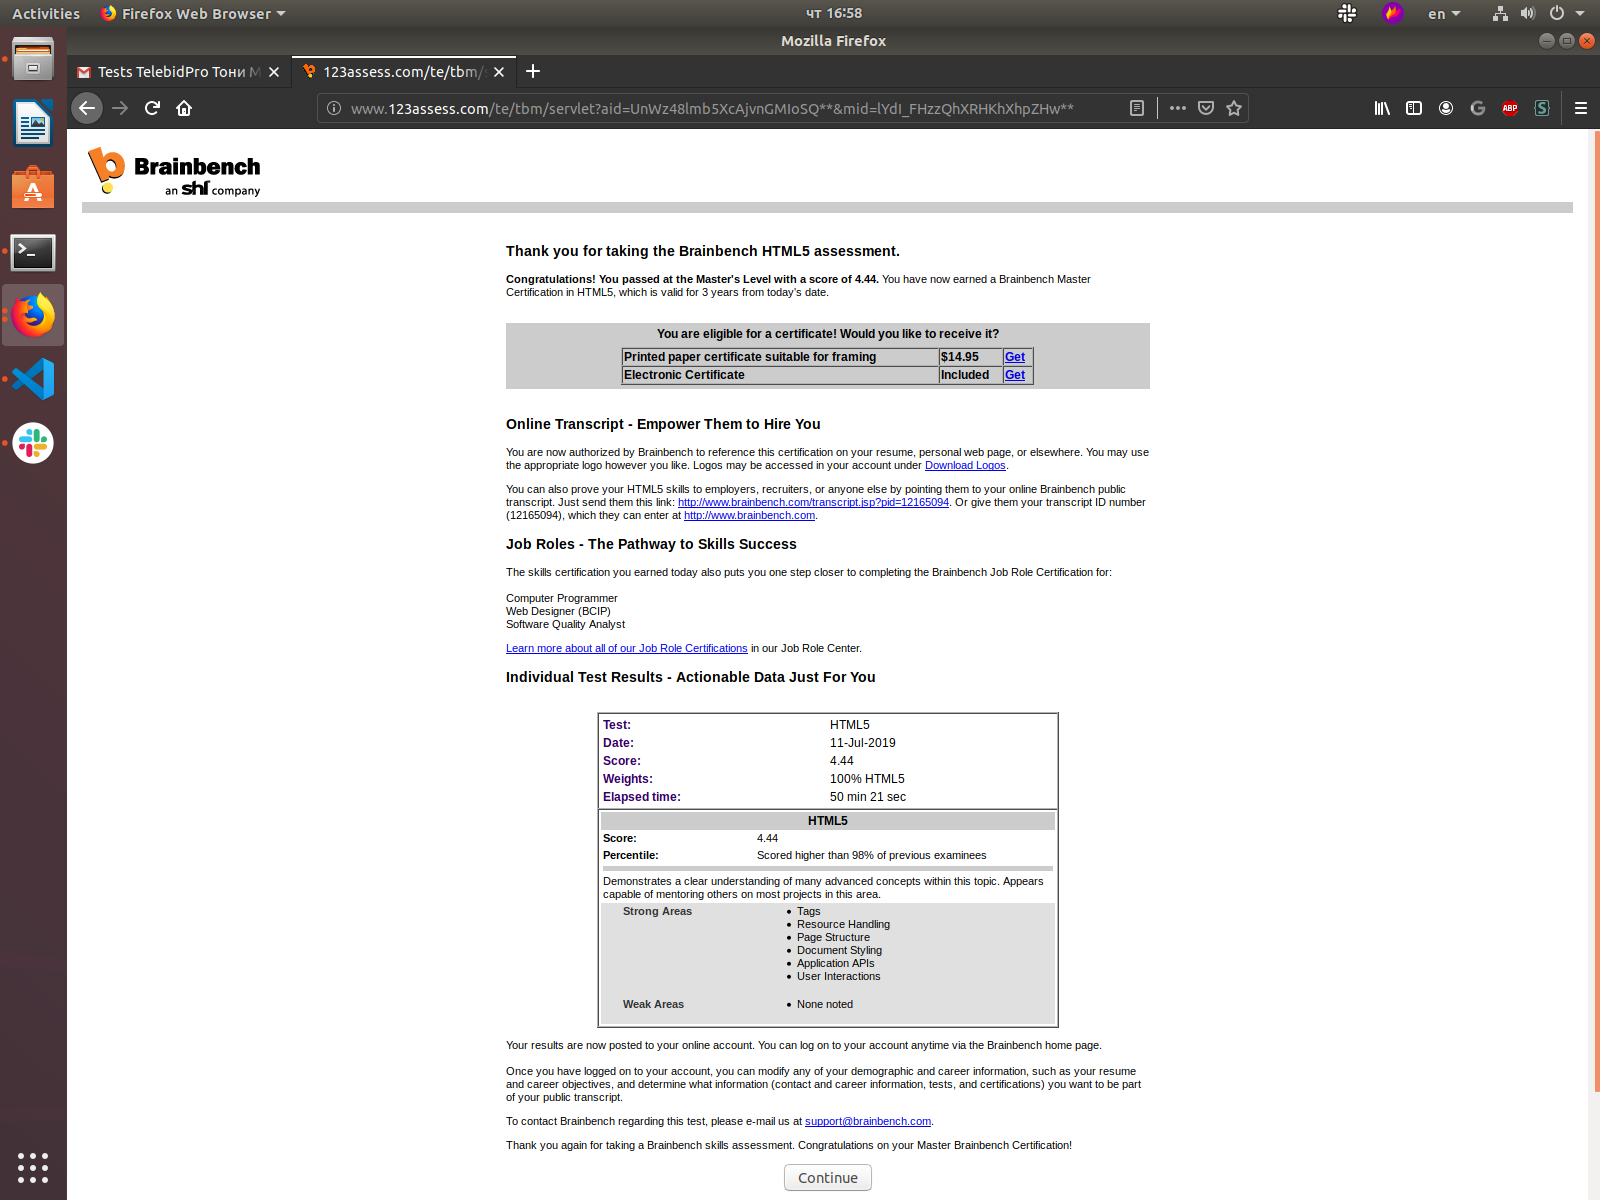 Activities
Firefox Web Browser
чт 16:58
en
Mozilla Firefox
Tests TelebidPro Тони М
123assess.com/te/tbm/s
www.123assess.com/te/tbm/servlet?aid=UnWz48lmb5XcAjvnGMIoSQ**&mid=lYdI_FHzzQhXRHKhXhpZHw**
ABP
Brainbench
an shl company
Thank you for taking the Brainbench HTML5 assessment.
Congratulations! You passed at the Master's Level with a score of 4.44. You have now earned a Brainbench Master
Certification in HTML5, which is valid for 3 years from today's date.
You are eligible for a certificate! Would you like to receive it?
Printed paper certificate suitable for framing $14.95 Get
Electronic Certificate Included Get
Online Transcript - Empower Them to Hire You
You are now authorized by Brainbench to reference this certification on your resume, personal web page, or elsewhere. You may use
the appropriate logo however you like. Logos may be accessed in your account under Download Logos.
You can also prove your HTML5 skills to employers, recruiters, or anyone else by pointing them to your online Brainbench public
transcript. Just send them this link: http://www.brainbench.com/transcript.jsp?pid=12165094. Or give them your transcript ID number
(12165094), which they can enter at http://www.brainbench.com.
Job Roles - The Pathway to Skills Success
The skills certification you earned today also puts you one step closer to completing the Brainbench Job Role Certification for:
Computer Programmer
Web Designer (BCIP)
Software Quality Analyst
Learn more about all of our Job Role Certifications in our Job Role Center.
Individual Test Results - Actionable Data Just For You
Test: HTML5
Date: 11-Jul-2019
Score: 4.44
Weights: 100% HTML5
Elapsed time: 50 min 21 sec
HTML5
Score: 4.44
Percentile: Scored higher than 98% of previous examinees
Demonstrates a clear understanding of many advanced concepts within this topic. Appears
capable of mentoring others on most projects in this area.
Strong Areas • Tags
• Resource Handling
• Page Structure
• Document Styling
• Application APIs
• User Interactions
Weak Areas • None noted
Your results are now posted to your online account. You can log on to your account anytime via the Brainbench home page.
Once you have logged on to your account, you can modify any of your demographic and career information, such as your resume
and career objectives, and determine what information (contact and career information, tests, and certifications) you want to be part
of your public transcript.
To contact Brainbench regarding this test, please e-mail us at support@brainbench.com.
Thank you again for taking a Brainbench skills assessment. Congratulations on your Master Brainbench Certification!
Continue